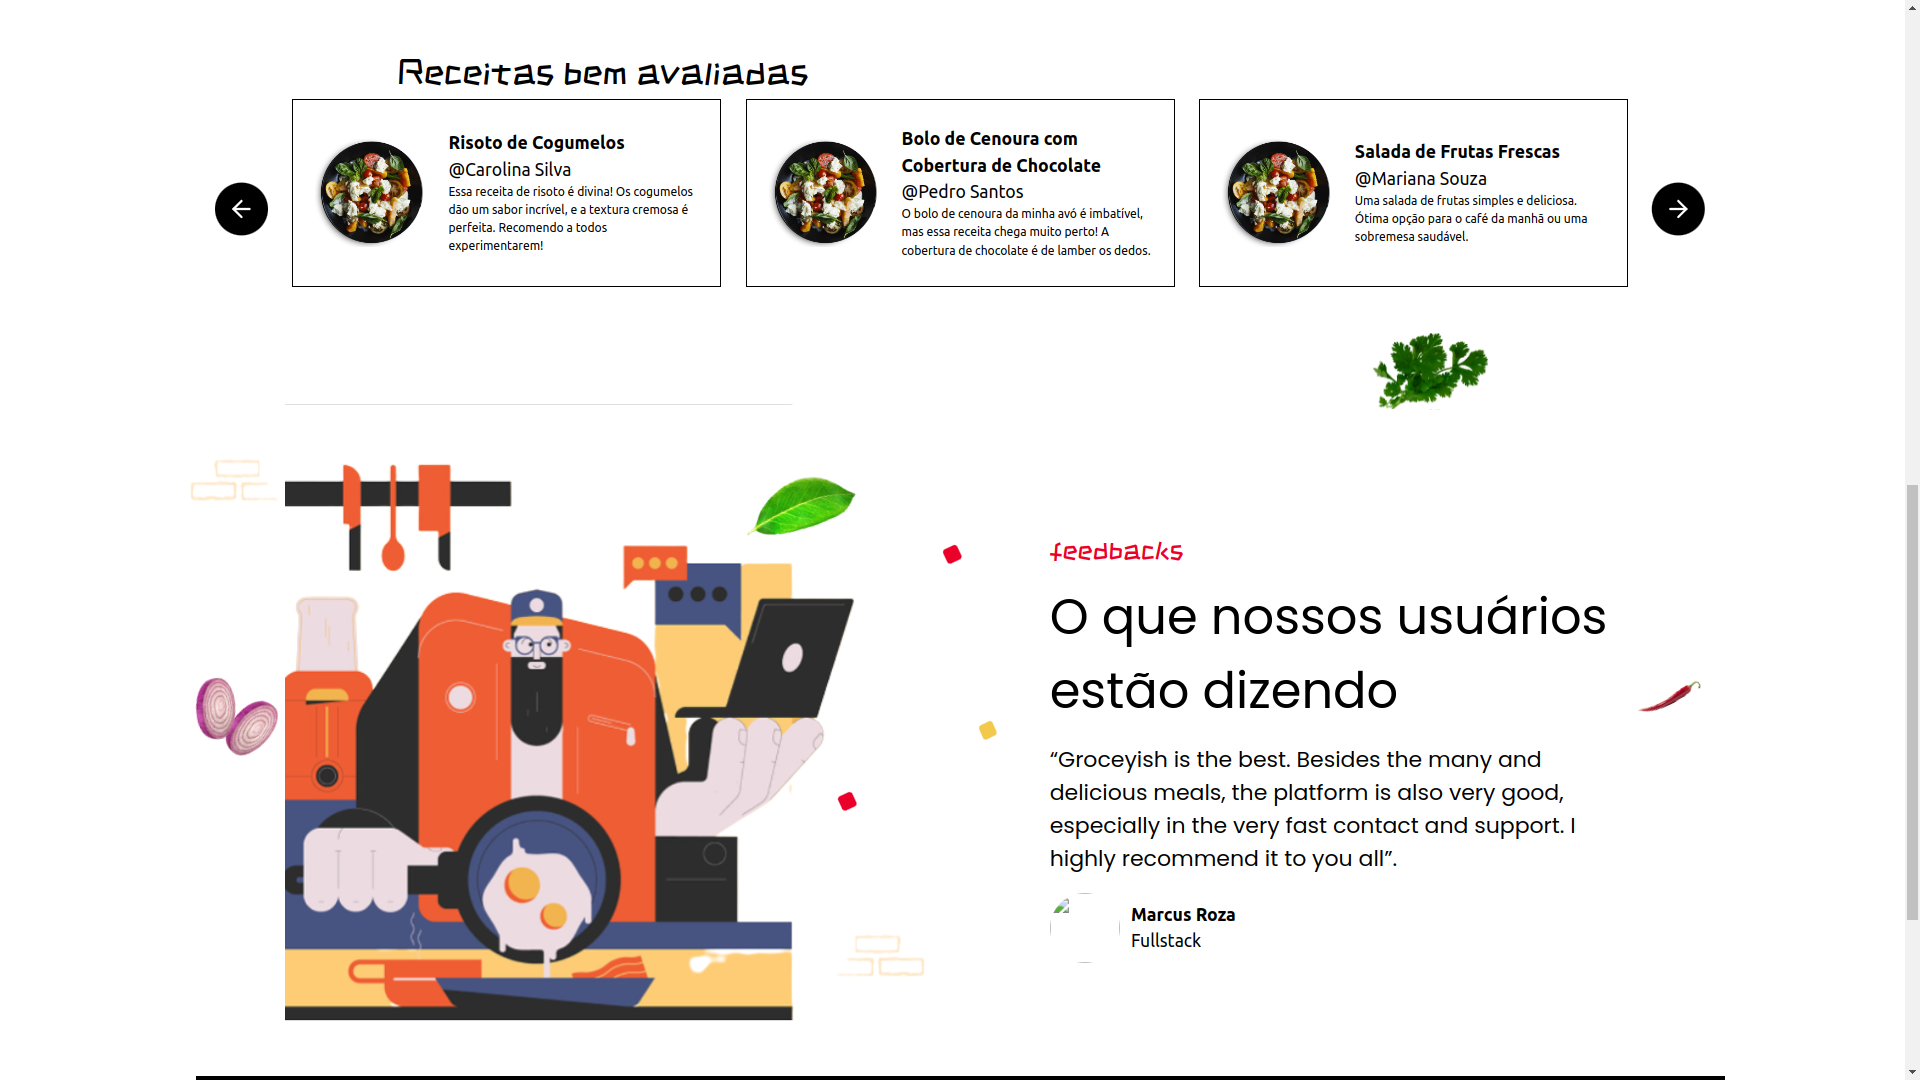 Receitas bem avaliadas
Risoto de Cogumelos
@Carolina Silva
Essa receita de risoto é divina! Os cogumelos
dão um sabor incrível, e a textura cremosa é
perfeita. Recomendo a todos
experimentarem!
Bolo de Cenoura com
Cobertura de Chocolate
@Pedro Santos
O bolo de cenoura da minha avó é imbatível,
mas essa receita chega muito perto! A
cobertura de chocolate é de lamber os dedos.
Salada de Frutas Frescas
@Mariana Souza
Uma salada de frutas simples e deliciosa.
Ótima opção para o café da manhã ou uma
sobremesa saudável.
feedbacks
O que nossos usuários
estão dizendo
“Groceyish is the best. Besides the many and
delicious meals, the platform is also very good,
especially in the very fast contact and support. I
highly recommend it to you all”.
Marcus Roza
Fullstack